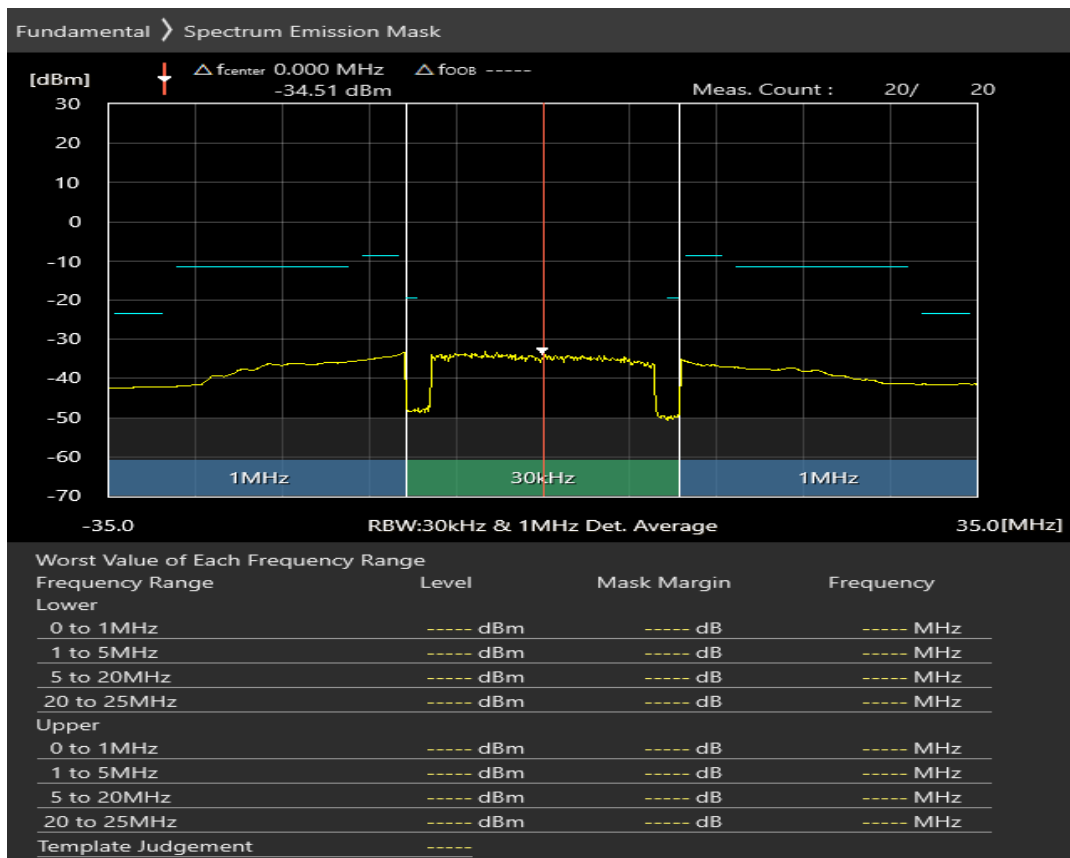 Fundamental ❯ Spectrum Emission Mask
[dBm] △ fcenter 0.000 MHz △ fOOB -----
-34.51 dBm Meas. Count : 20/ 20
30
20
10
0
-10
-20
-30
-40
-50
-60
1MHz 30kHz 1MHz
-70
-35.0 RBW:30kHz & 1MHz Det. Average 35.0[MHz]
Worst Value of Each Frequency Range
Frequency Range Level Mask Margin Frequency
Lower
0 to 1MHz ----- dBm ----- dB ----- MHz
1 to 5MHz ----- dBm ----- dB ----- MHz
5 to 20MHz ----- dBm ----- dB ----- MHz
20 to 25MHz ----- dBm ----- dB ----- MHz
Upper
0 to 1MHz ----- dBm ----- dB ----- MHz
1 to 5MHz ----- dBm ----- dB ----- MHz
5 to 20MHz ----- dBm ----- dB ----- MHz
20 to 25MHz ----- dBm ----- dB ----- MHz
Template Judgement -----